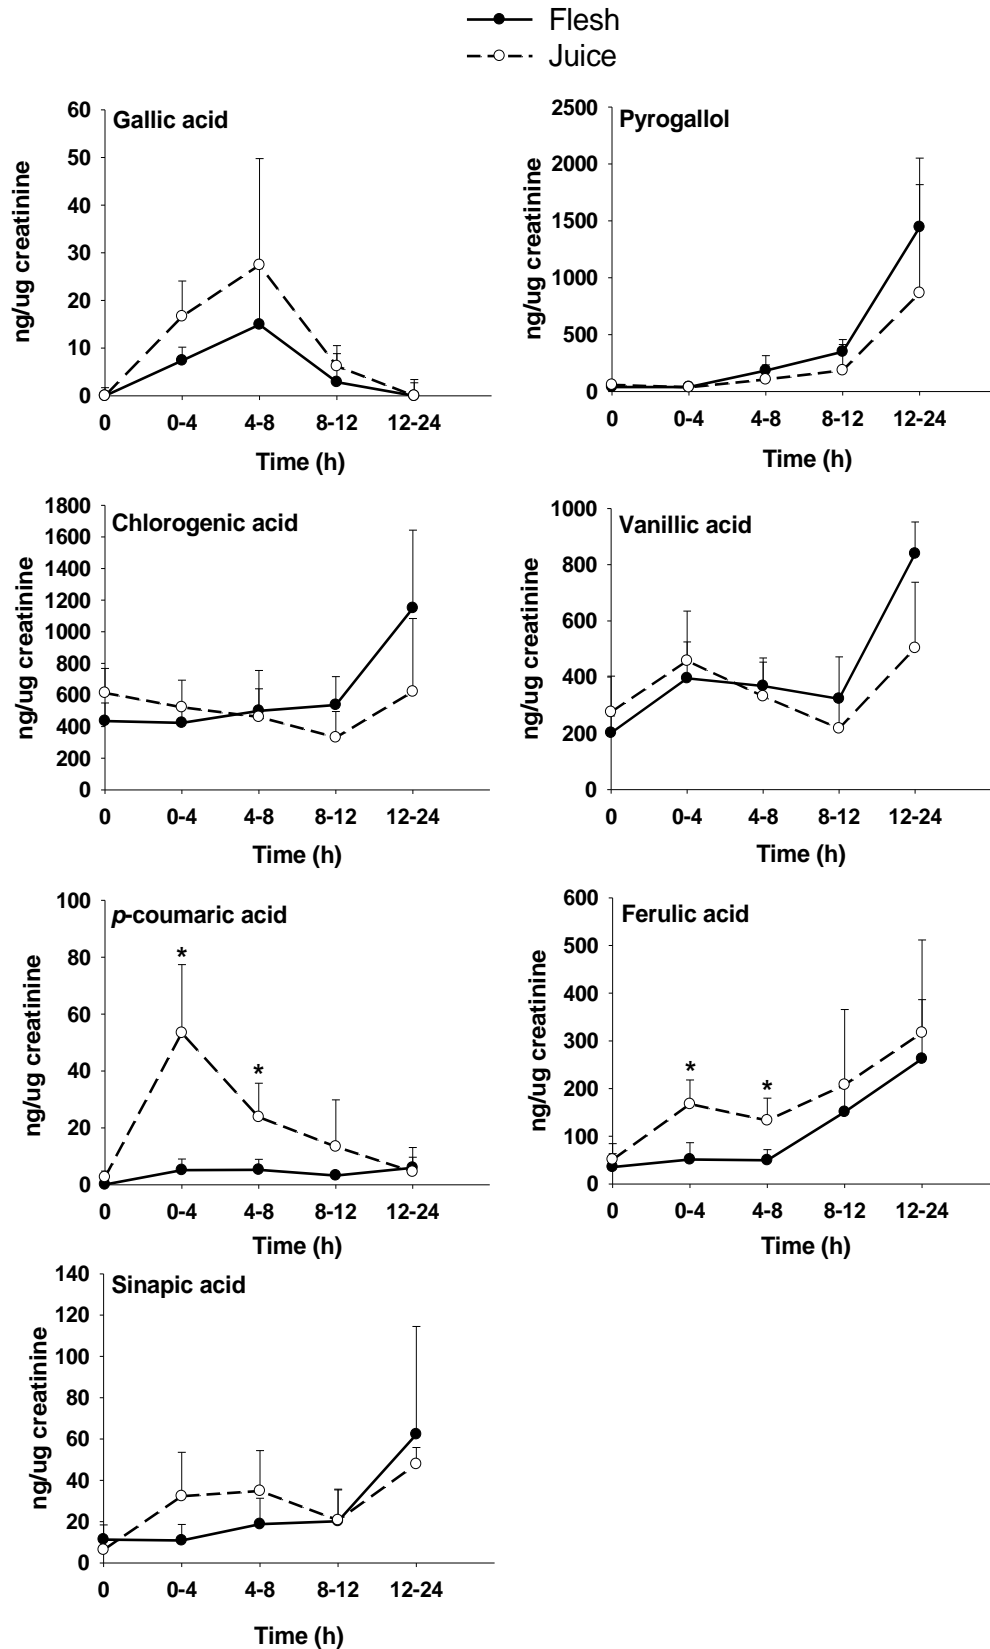 Flesh
Juice
Gallic acid
60
50
40
30
20
10
0
ng/ug creatinine
0 0-4 4-8 8-12 12-24
Time (h)
Pyrogallol
2500
2000
1500
1000
500
0
ng/ug creatinine
0 0-4 4-8 8-12 12-24
Time (h)
Chlorogenic acid
1800
1600
1400
1200
1000
800
600
400
200
0
ng/ug creatinine
0 0-4 4-8 8-12 12-24
Time (h)
Vanillic acid
1000
800
600
400
200
0
ng/ug creatinine
0 0-4 4-8 8-12 12-24
Time (h)
p-coumaric acid
100
80
60
40
20
0
*
*
ng/ug creatinine
0 0-4 4-8 8-12 12-24
Time (h)
Ferulic acid
600
500
400
300
200
100
0
*
*
ng/ug creatinine
0 0-4 4-8 8-12 12-24
Time (h)
Sinapic acid
140
120
100
80
60
40
20
0
ng/ug creatinine
0 0-4 4-8 8-12 12-24
Time (h)